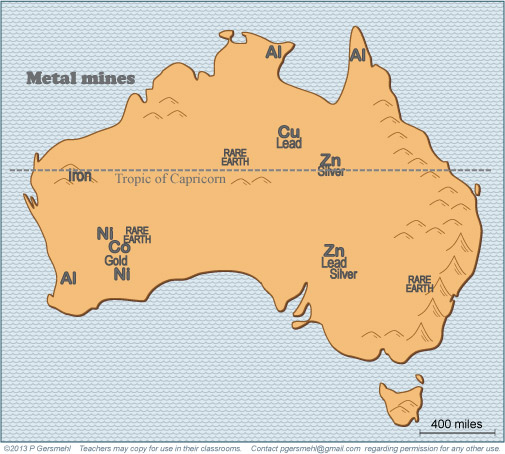 Al
Al
Metal mines
Cu
Lead
RARE
EARTH
Zn
Silver
Iron
Tropic of Capricorn
Ni
RARE
EARTH
Co
Gold
Ni
Al
Zn
Lead
Silver
RARE
EARTH
400 miles
©2013 P Gersmehl Teachers may copy for use in their classrooms. Contact pgersmehl@gmail.com regarding permission for any other use.